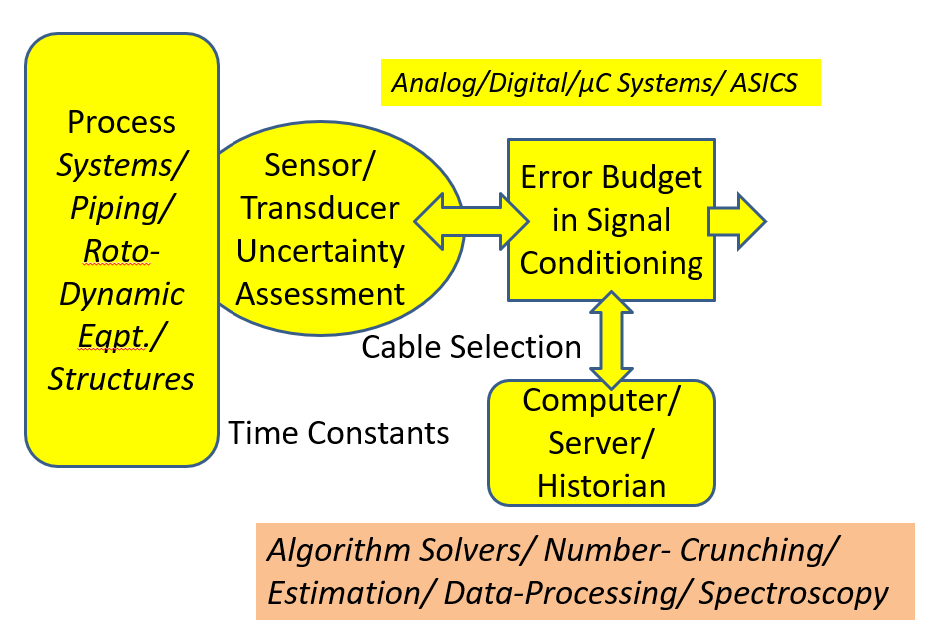 Process
Systems/
Piping/
Roto-
Dynamic
Eqpt./
Structures
Sensor/
Transducer
Uncertainty
Assessment
Analog/Digital/µC Systems/ ASICS
Error Budget
in Signal
Conditioning
Cable Selection
Time Constants
Computer/
Server/
Historian
Algorithm Solvers/ Number- Crunching/
Estimation/ Data-Processing/ Spectroscopy